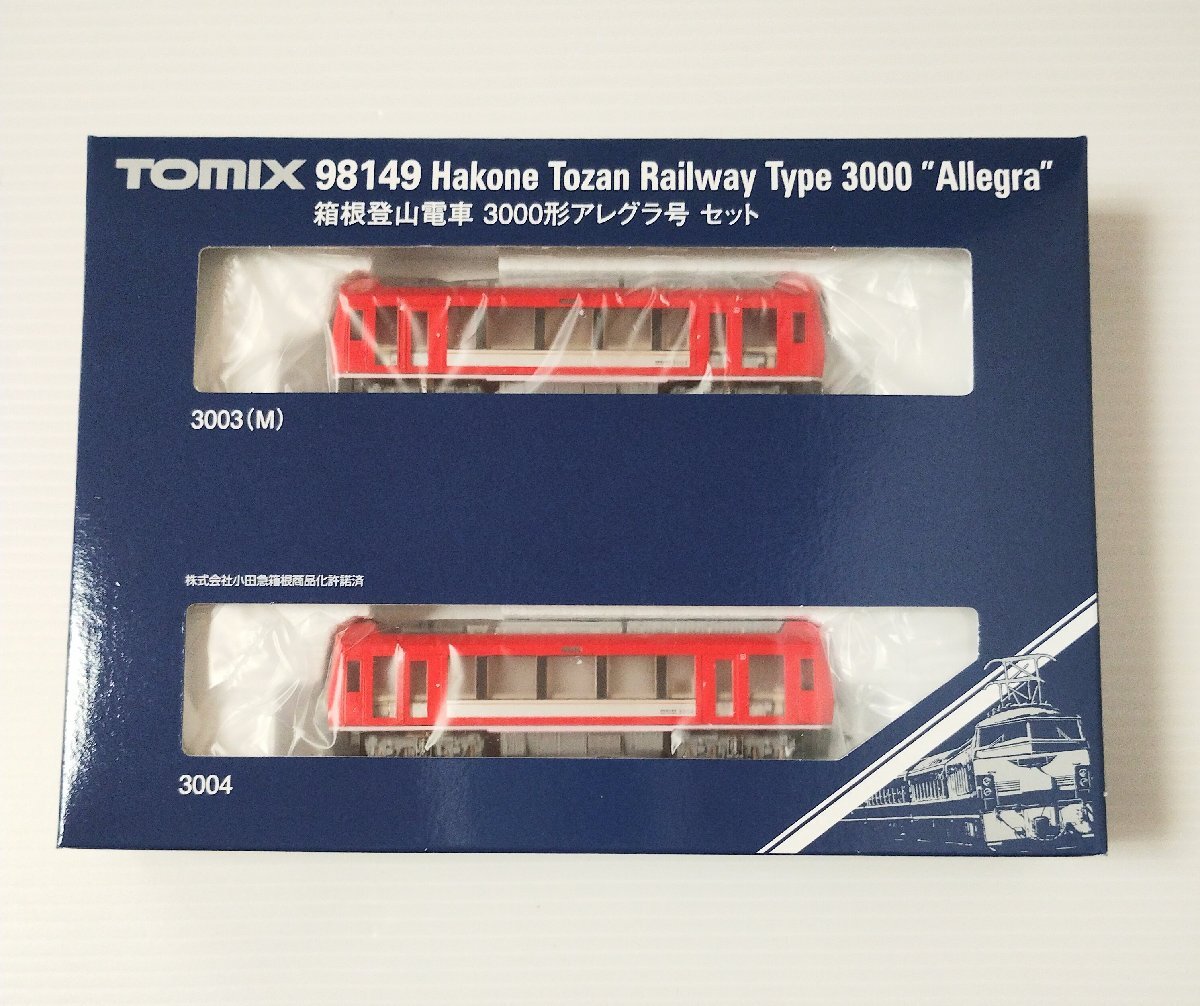 TOMIX 98149 Hakone Tozan Railway Type 3000 "Allegra"
箱根登山電車 3000形アレグラ号 セット
3003(M)
株式会社小田急箱根商品化許諾済
3004